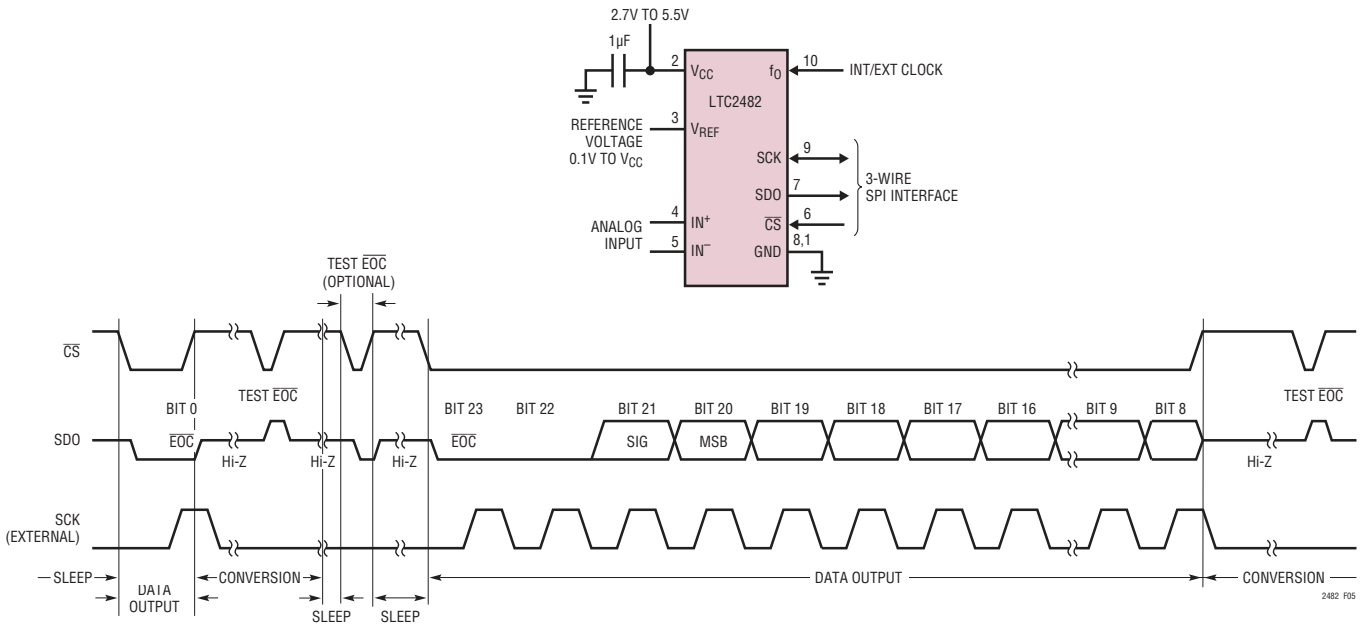 2.7V TO 5.5V
1µF
2
VCC
fO
10
INT/EXT CLOCK
LTC2482
REFERENCE
VOLTAGE
0.1V TO VCC
3
VREF
SCK
9
SDO
7
3-WIRE
SPI INTERFACE
CS
6
ANALOG
INPUT
4
IN+
5
IN−
GND
8,1
TEST EOC
(OPTIONAL)
CS
TEST EOC
TEST EOC
BIT 0
BIT 23
BIT 22
BIT 21
BIT 20
BIT 19
BIT 18
BIT 17
BIT 16
BIT 9
BIT 8
SDO
EOC
EOC
SIG
MSB
Hi-Z
Hi-Z
Hi-Z
Hi-Z
SCK
(EXTERNAL)
SLEEP
DATA
OUTPUT
CONVERSION
SLEEP
SLEEP
DATA OUTPUT
CONVERSION
2482 F05